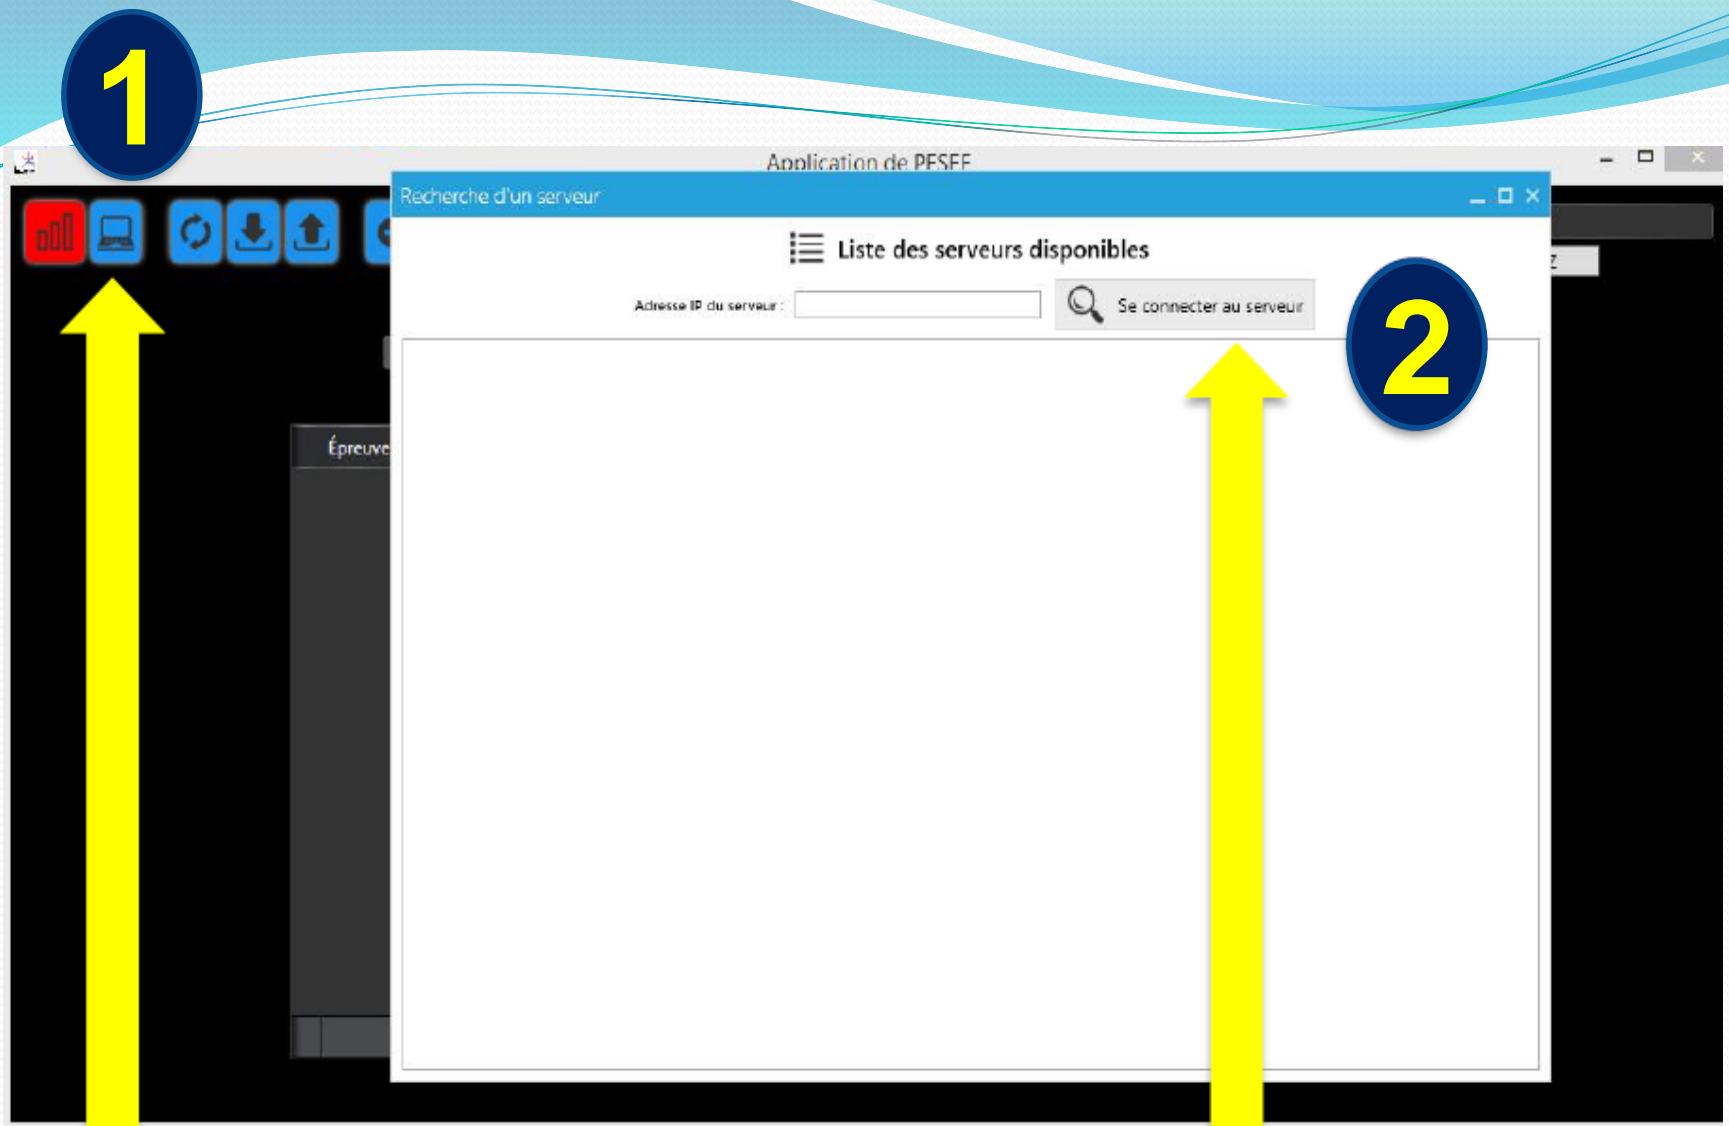 1
Application de PESEE
Recherche d'un serveur
Liste des serveurs disponibles
Z
Adresse IP du serveur :
Se connecter au serveur
2
Épreuve